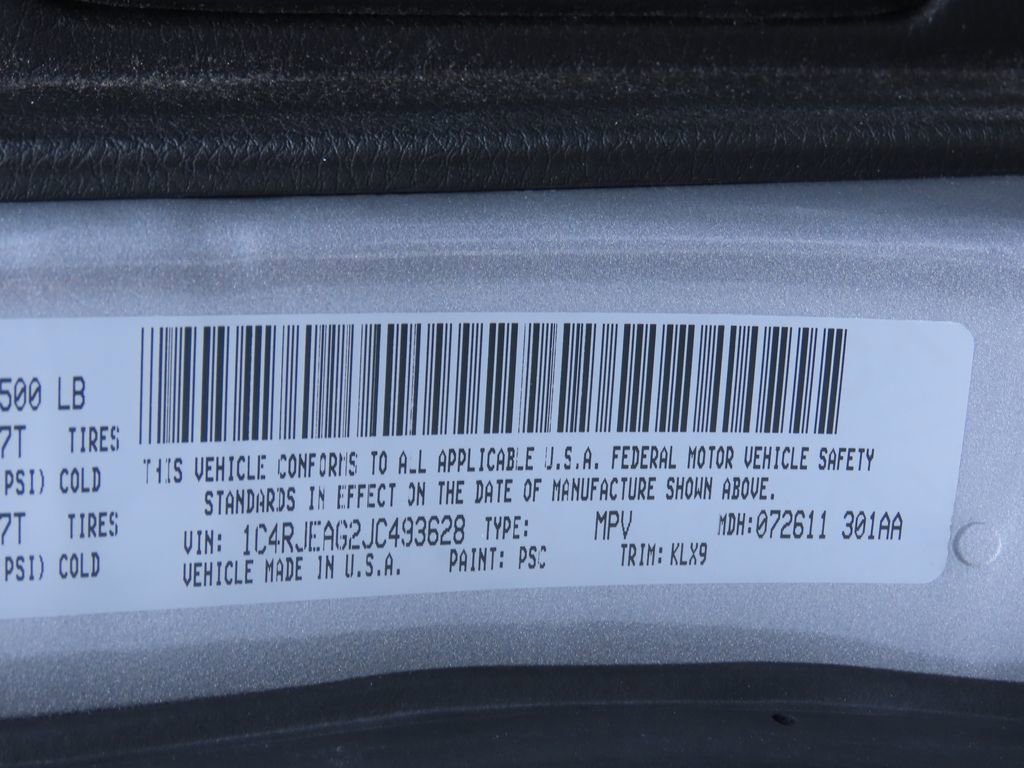 500 LB
7T TIRES
PSI) COLD
7T TIRES
PSI) COLD
THIS VEHICLE CONFORMS TO ALL APPLICABLE U.S.A. FEDERAL MOTOR VEHICLE SAFETY
STANDARDS IN EFFECT ON THE DATE OF MANUFACTURE SHOWN ABOVE.
VIN: 1C4RJEAG2JC493628 TYPE: MPV MDH:072611 301AA
VEHICLE MADE IN U.S.A. PAINT: PSC TRIM: KLX9